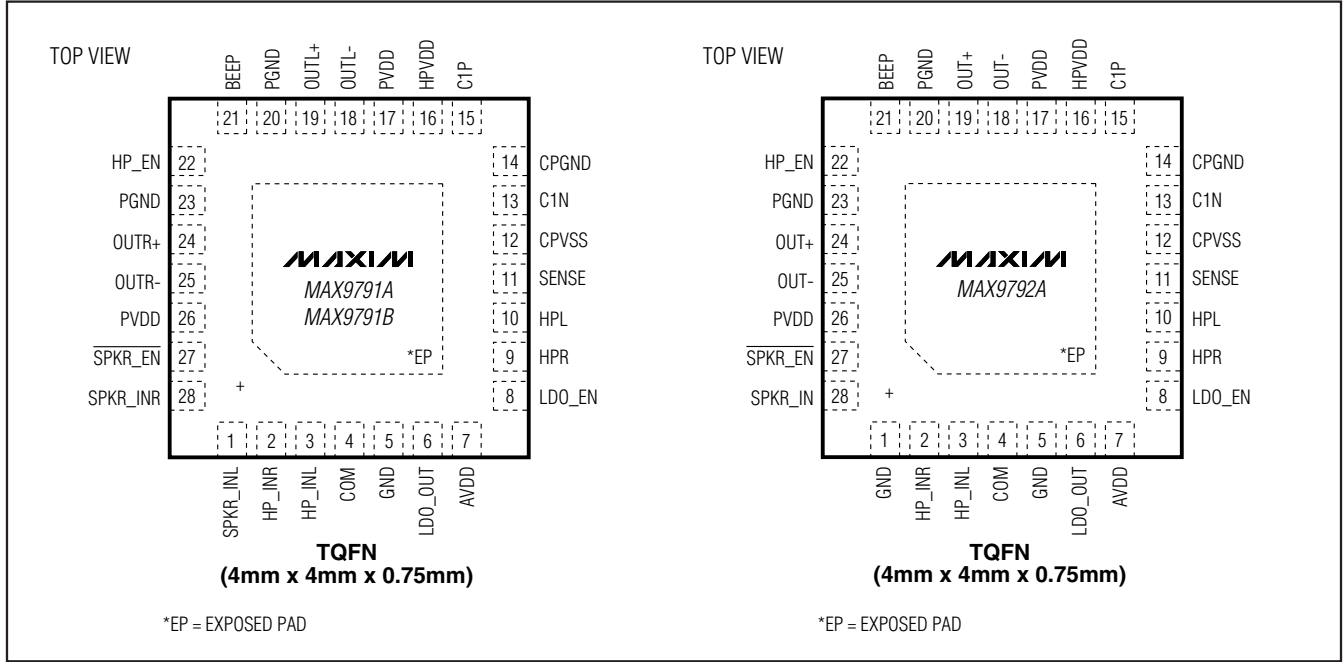 TOP VIEW
BEEP
PGND
OUTL+
OUTL-
PVDD
HPVDD
C1P
21 20 19 18 17 16 15
HP_EN 22
PGND 23
OUTR+ 24
OUTR- 25
PVDD 26
SPKR_EN 27
SPKR_INR 28
14 CPGND
13 C1N
12 CPVSS
11 SENSE
10 HPL
9 HPR
8 LDO_EN
MAXIM
MAX9791A
MAX9791B
*EP
+
1 2 3 4 5 6 7
SPKR_INL
HP_INR
HP_INL
COM
GND
LDO_OUT
AVDD
TQFN
(4mm x 4mm x 0.75mm)
*EP = EXPOSED PAD
TOP VIEW
BEEP
PGND
OUT+
OUT-
PVDD
HPVDD
C1P
21 20 19 18 17 16 15
HP_EN 22
PGND 23
OUT+ 24
OUT- 25
PVDD 26
SPKR_EN 27
SPKR_IN 28
14 CPGND
13 C1N
12 CPVSS
11 SENSE
10 HPL
9 HPR
8 LDO_EN
MAXIM
MAX9792A
*EP
+
1 2 3 4 5 6 7
GND
HP_INR
HP_INL
COM
GND
LDO_OUT
AVDD
TQFN
(4mm x 4mm x 0.75mm)
*EP = EXPOSED PAD